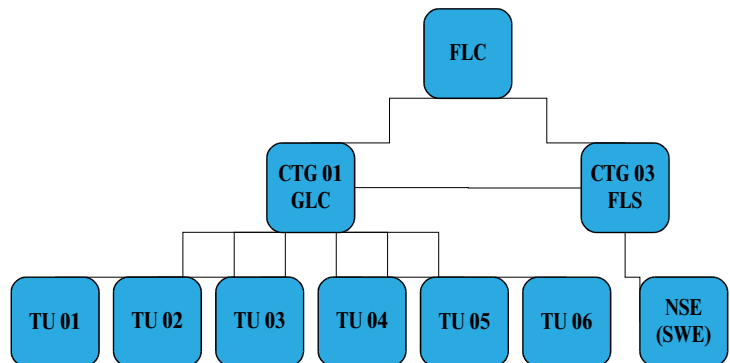 FLC
CTG 01
GLC
CTG 03
FLS
TU 01
TU 02
TU 03
TU 04
TU 05
TU 06
NSE
(SWE)